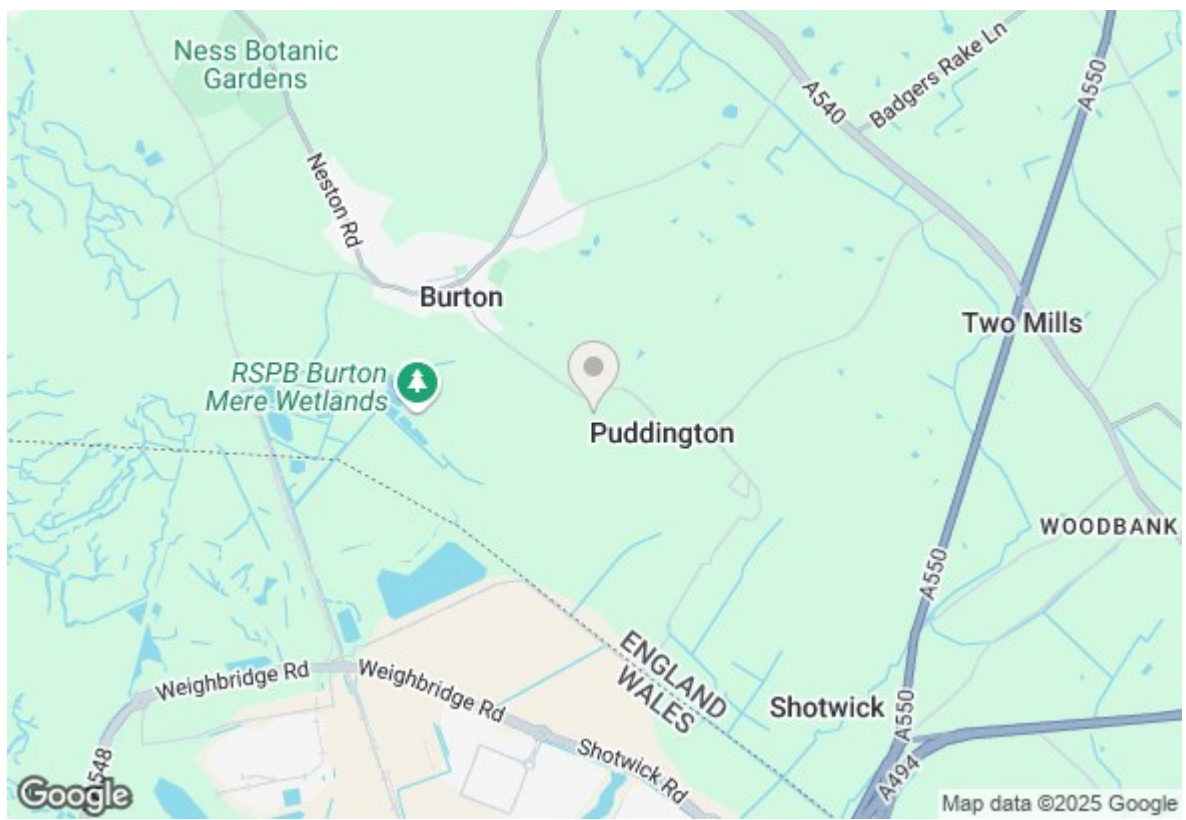 Ness Botanic
Gardens
A540
Badgers Rake Ln
A550
Neston Rd
Burton
Two Mills
RSPB Burton
Mere Wetlands
Puddington
WOODBANK
A550
ENGLAND
WALES
Weighbridge Rd
Weighbridge Rd
Shotwick
A550
Shotwick Rd
A548
A494
Google
Map data ©2025 Google